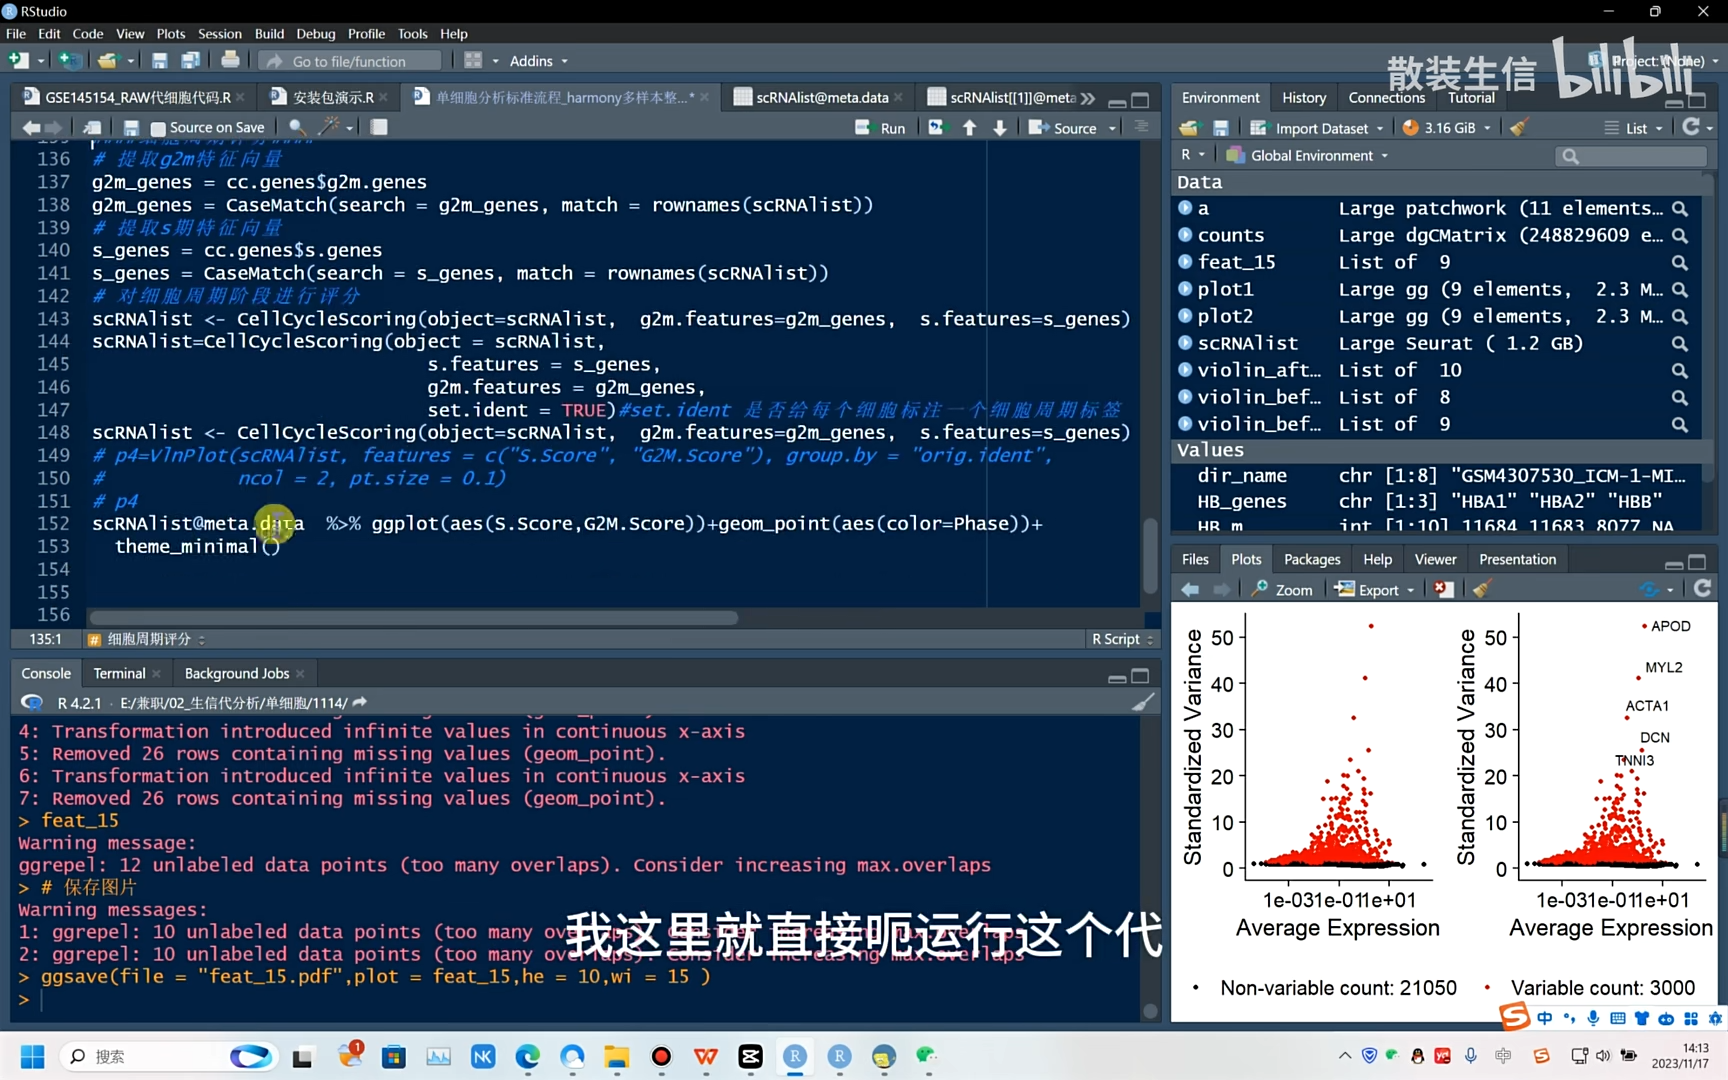 RStudio
File Edit Code View Plots Session Build Debug Profile Tools Help
Go to file/function Addins Project: (None)
散装生信 bilibili
GSE145154_RAW代细胞代码.R 安装包演示.R 单细胞分析标准流程_harmony多样本整...* scRNAlist@meta.data scRNAlist[[1]]@meta
Source on Save Run Source
136 # 提取g2m特征向量
137 g2m_genes = cc.genes$g2m.genes
138 g2m_genes = CaseMatch(search = g2m_genes, match = rownames(scRNAlist))
139 # 提取s期特征向量
140 s_genes = cc.genes$s.genes
141 s_genes = CaseMatch(search = s_genes, match = rownames(scRNAlist))
142 # 对细胞周期阶段进行评分
143 scRNAlist <- CellCycleScoring(object=scRNAlist, g2m.features=g2m_genes, s.features=s_genes)
144 scRNAlist=CellCycleScoring(object = scRNAlist,
145 s.features = s_genes,
146 g2m.features = g2m_genes,
147 set.ident = TRUE)#set.ident 是否给每个细胞标注一个细胞周期标签
148 scRNAlist <- CellCycleScoring(object=scRNAlist, g2m.features=g2m_genes, s.features=s_genes)
149 # p4=VlnPlot(scRNAlist, features = c("S.Score", "G2M.Score"), group.by = "orig.ident",
150 # ncol = 2, pt.size = 0.1)
151 # p4
152 scRNAlist@meta.data %>% ggplot(aes(S.Score,G2M.Score))+geom_point(aes(color=Phase))+
153 theme_minimal()
154
155
156
135:1 细胞周期评分 R Script
Console Terminal Background Jobs
R 4.2.1 · E:/兼职/02_生信代分析/单细胞/1114/
4: Transformation introduced infinite values in continuous x-axis
5: Removed 26 rows containing missing values (geom_point).
6: Transformation introduced infinite values in continuous x-axis
7: Removed 26 rows containing missing values (geom_point).
> feat_15
Warning message:
ggrepel: 12 unlabeled data points (too many overlaps). Consider increasing max.overlaps
> # 保存图片
Warning messages:
1: ggrepel: 10 unlabeled data points (too many overlaps). Consider increasing max.overlaps
2: ggrepel: 10 unlabeled data points (too many overlaps). Consider increasing max.overlaps
> ggsave(file = "feat_15.pdf",plot = feat_15,he = 10,wi = 15 )
>
我这里就直接呃运行这个代
Environment History Connections Tutorial
Import Dataset 3.16 GiB List
R Global Environment
Data
a Large patchwork (11 elements...
counts Large dgCMatrix (248829609 e...
feat_15 List of 9
plot1 Large gg (9 elements, 2.3 M...
plot2 Large gg (9 elements, 2.3 M...
scRNAlist Large Seurat ( 1.2 GB)
violin_aft... List of 10
violin_bef... List of 8
violin_bef... List of 9
Values
dir_name chr [1:8] "GSM4307530_ICM-1-MI...
HB_genes chr [1:3] "HBA1" "HBA2" "HBB"
HB_m int [1:10] 11684 11683 8077 NA
Files Plots Packages Help Viewer Presentation
Zoom Export
50 40 30 20 10 0
Standardized Variance
1e-031e-011e+01
Average Expression
Non-variable count: 21050
50 40 30 20 10 0
Standardized Variance
APOD
MYL2
ACTA1
DCN
TNNI3
1e-031e-011e+01
Average Expression
Variable count: 3000
中
搜索
14:13
2023/11/17